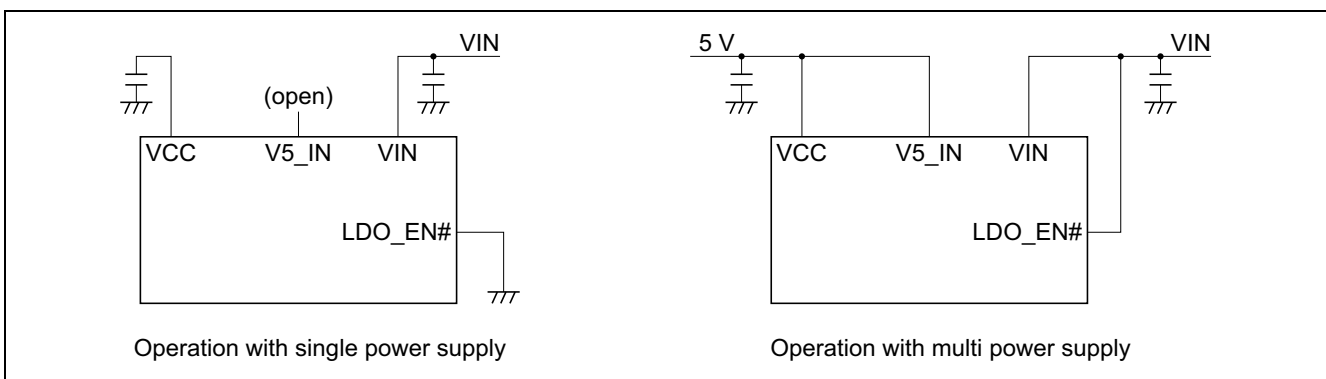 VIN
(open)
VCC V5_IN VIN
LDO_EN#
Operation with single power supply
5 V VIN
VCC V5_IN VIN
LDO_EN#
Operation with multi power supply